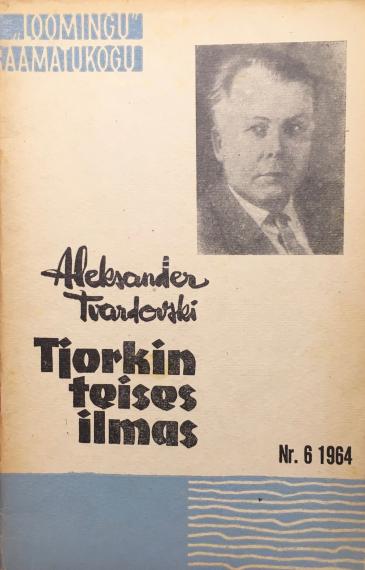 „LOOMINGU“
RAAMATUKOGU
Aleksander
Tvardovski
Tjorkin
teises
ilmas
Nr. 6 1964